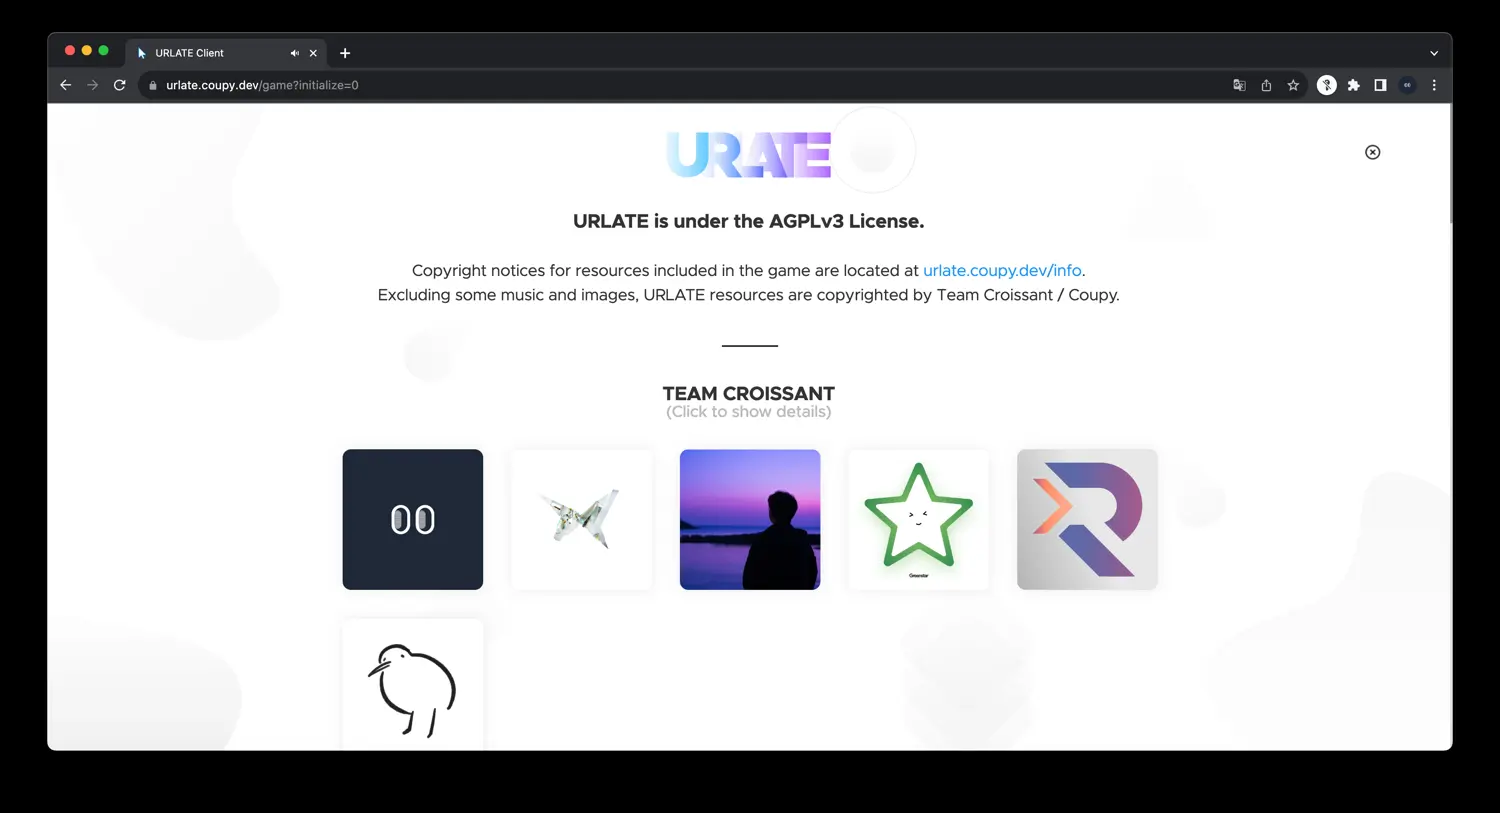 URLATE Client
urlate.coupy.dev/game?initialize=0
URLATE
URLATE is under the AGPLv3 License.
Copyright notices for resources included in the game are located at urlate.coupy.dev/info.
Excluding some music and images, URLATE resources are copyrighted by Team Croissant / Coupy.
TEAM CROISSANT
(Click to show details)
Greenstar